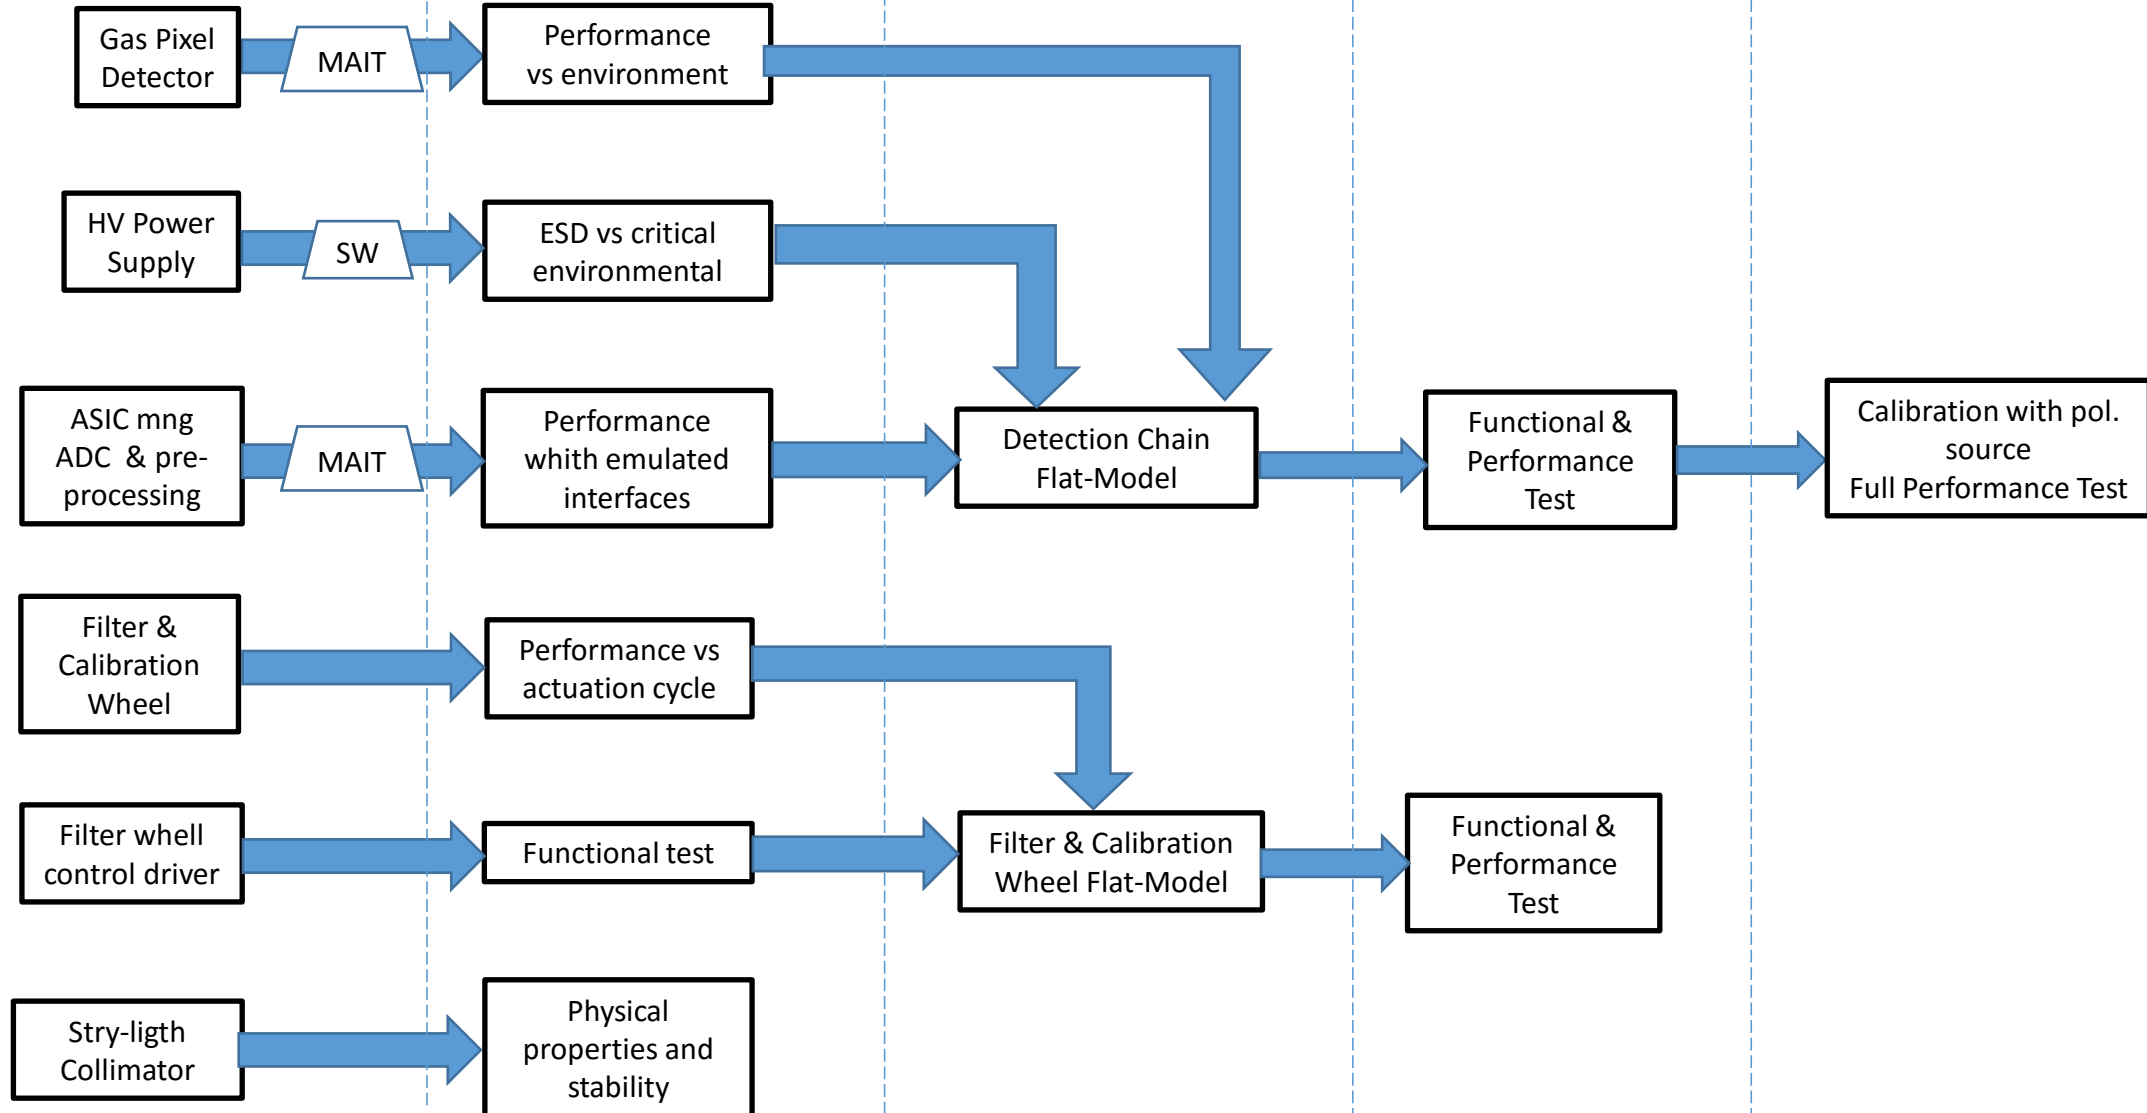 Gas Pixel
Detector
MAIT
Performance
vs environment
HV Power
Supply
SW
ESD vs critical
environmental
ASIC mng
ADC & pre-
processing
MAIT
Performance
whith emulated
interfaces
Detection Chain
Flat-Model
Functional &
Performance
Test
Calibration with pol.
source
Full Performance Test
Filter &
Calibration
Wheel
Performance vs
actuation cycle
Filter whell
control driver
Functional test
Filter & Calibration
Wheel Flat-Model
Functional &
Performance
Test
Stry-ligth
Collimator
Physical
properties and
stability